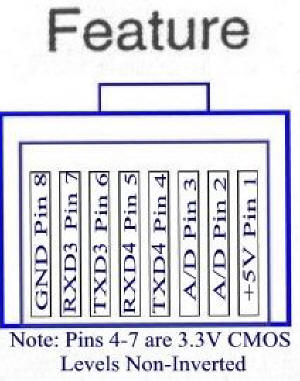 Feature
GND Pin 8
RXD3 Pin 7
TXD3 Pin 6
RXD4 Pin 5
TXD4 Pin 4
A/D Pin 3
A/D Pin 2
+5V Pin 1
Note: Pins 4-7 are 3.3V CMOS
Levels Non-Inverted